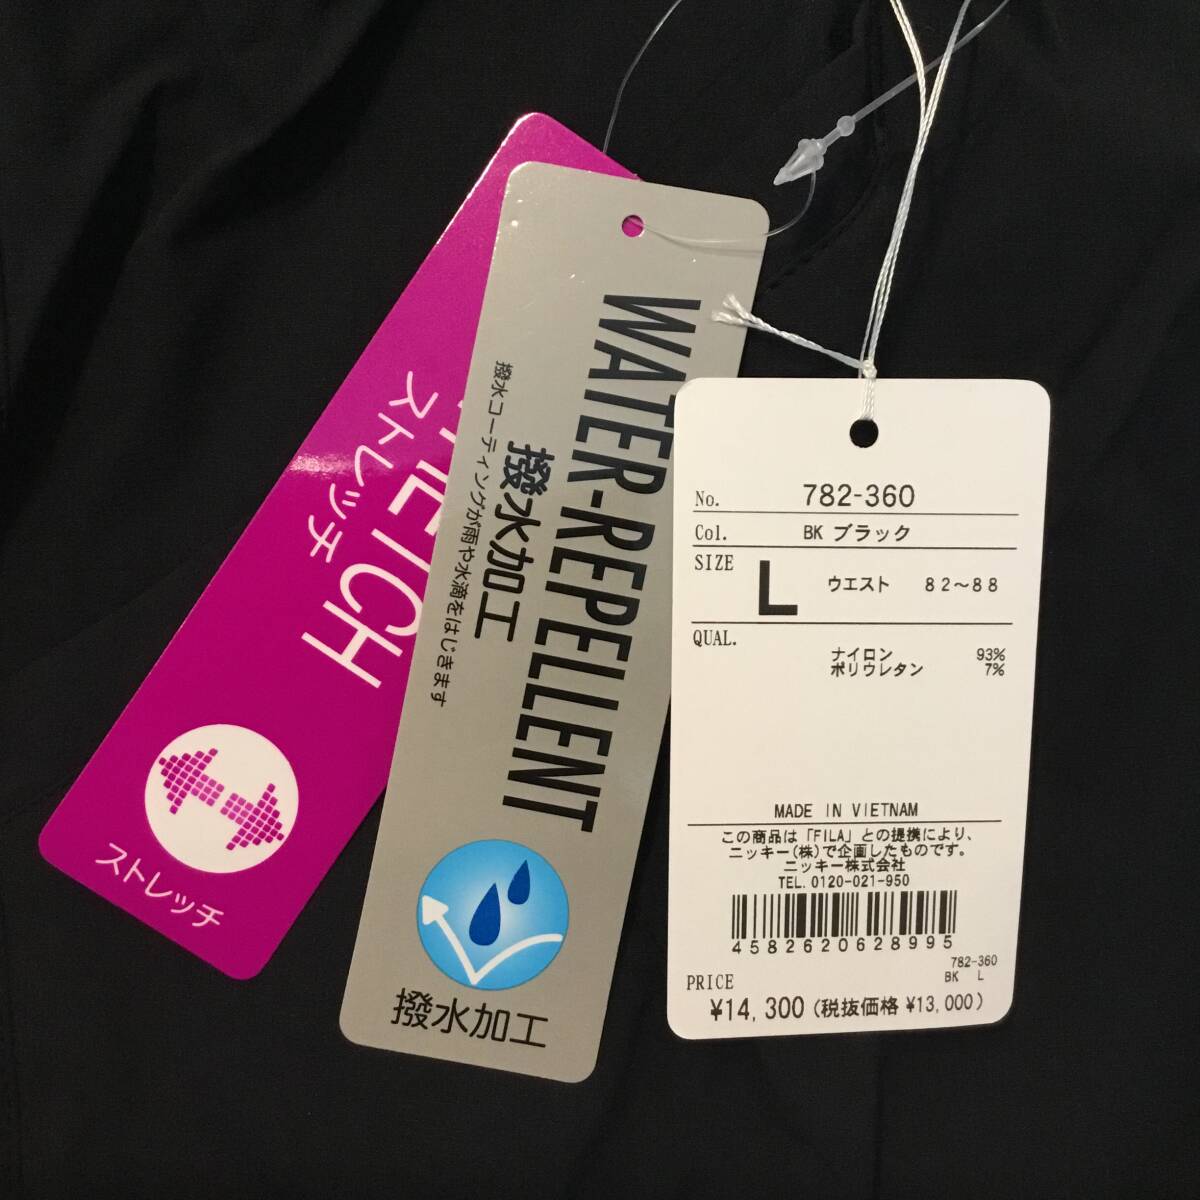 ストレッチ
ストレッチ
WATER-REPELLENT
撥水加工
撥水コーティングが雨や水滴をはじきます
撥水加工
No. 782-360
Col. BK ブラック
SIZE L ウエスト 82～88
QUAL.
ナイロン 93%
ポリウレタン 7%
MADE IN VIETNAM
この商品は「FILA」との提携により、
ニッキー(株)で企画したものです。
ニッキー株式会社
TEL. 0120-021-950
4582620628995
782-360
BK L
PRICE
¥14,300 (税抜価格 ¥13,000)